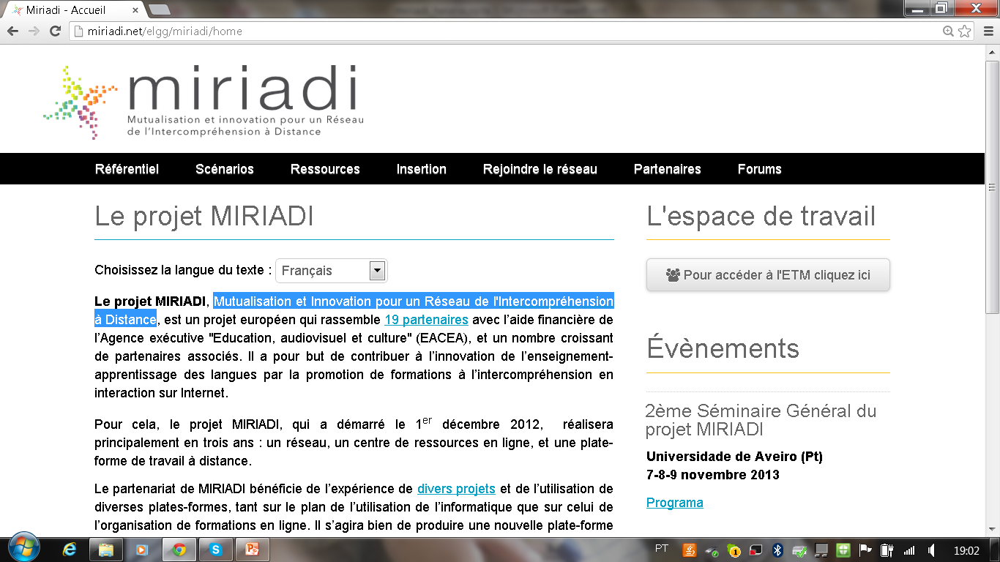 Miriadi - Accueil
miriadi.net/elgg/miriadi/home
miriadi
Mutualisation et innovation pour un Réseau
de l'Intercompréhension à Distance
Référentiel Scénarios Ressources Insertion Rejoindre le réseau Partenaires Forums
Le projet MIRIADI
Choisissez la langue du texte : Français
Le projet MIRIADI, Mutualisation et Innovation pour un Réseau de l'Intercompréhension
à Distance, est un projet européen qui rassemble 19 partenaires avec l'aide financière de
l'Agence exécutive "Education, audiovisuel et culture" (EACEA), et un nombre croissant
de partenaires associés. Il a pour but de contribuer à l'innovation de l'enseignement-
apprentissage des langues par la promotion de formations à l'intercompréhension en
interaction sur Internet.
Pour cela, le projet MIRIADI, qui a démarré le 1er décembre 2012, réalisera
principalement en trois ans : un réseau, un centre de ressources en ligne, et une plate-
forme de travail à distance.
Le partenariat de MIRIADI bénéficie de l'expérience de divers projets et de l'utilisation de
diverses plates-formes, tant sur le plan de l'utilisation de l'informatique que sur celui de
l'organisation de formations en ligne. Il s'agira bien de produire une nouvelle plate-forme
L'espace de travail
Pour accéder à l'ETM cliquez ici
Évènements
2ème Séminaire Général du
projet MIRIADI
Universidade de Aveiro (Pt)
7-8-9 novembre 2013
Programa
PT
19:02